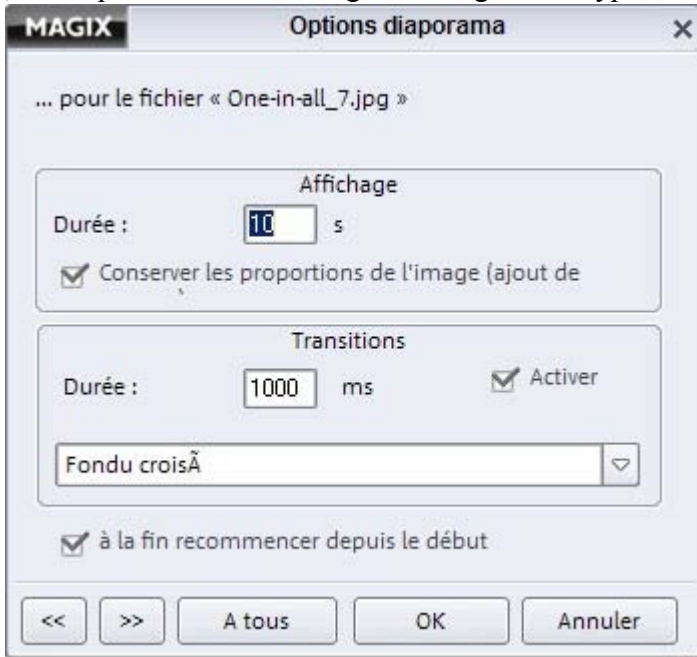 MAGIX Options diaporama
... pour le fichier « One-in-all_7.jpg »
Affichage
Durée : 10 s
Conserver les proportions de l'image (ajout de
Transitions
Durée : 1000 ms Activer
Fondu croisÃ
à la fin recommencer depuis le début
<< >> A tous OK Annuler